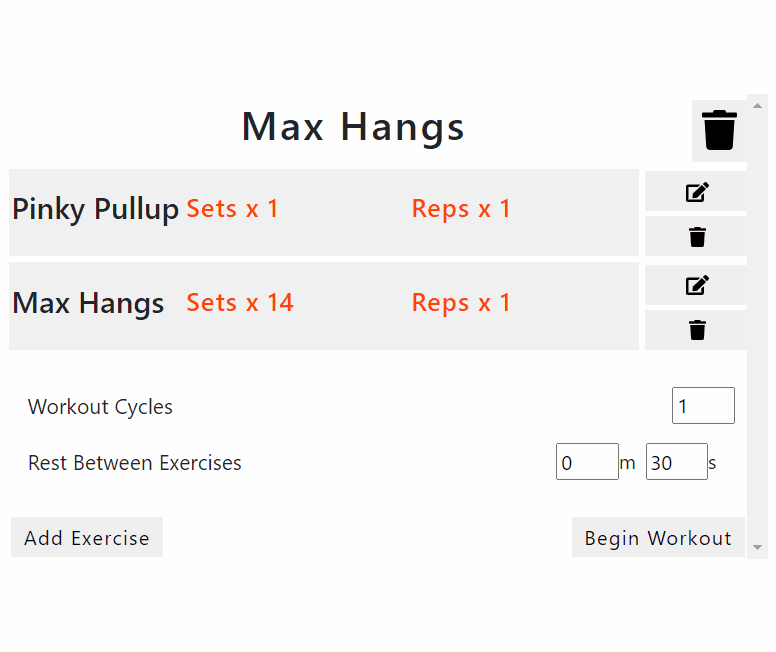 Max Hangs
Pinky Pullup Sets x 1 Reps x 1
Max Hangs Sets x 14 Reps x 1
Workout Cycles 1
Rest Between Exercises 0 m 30 s
Add Exercise Begin Workout